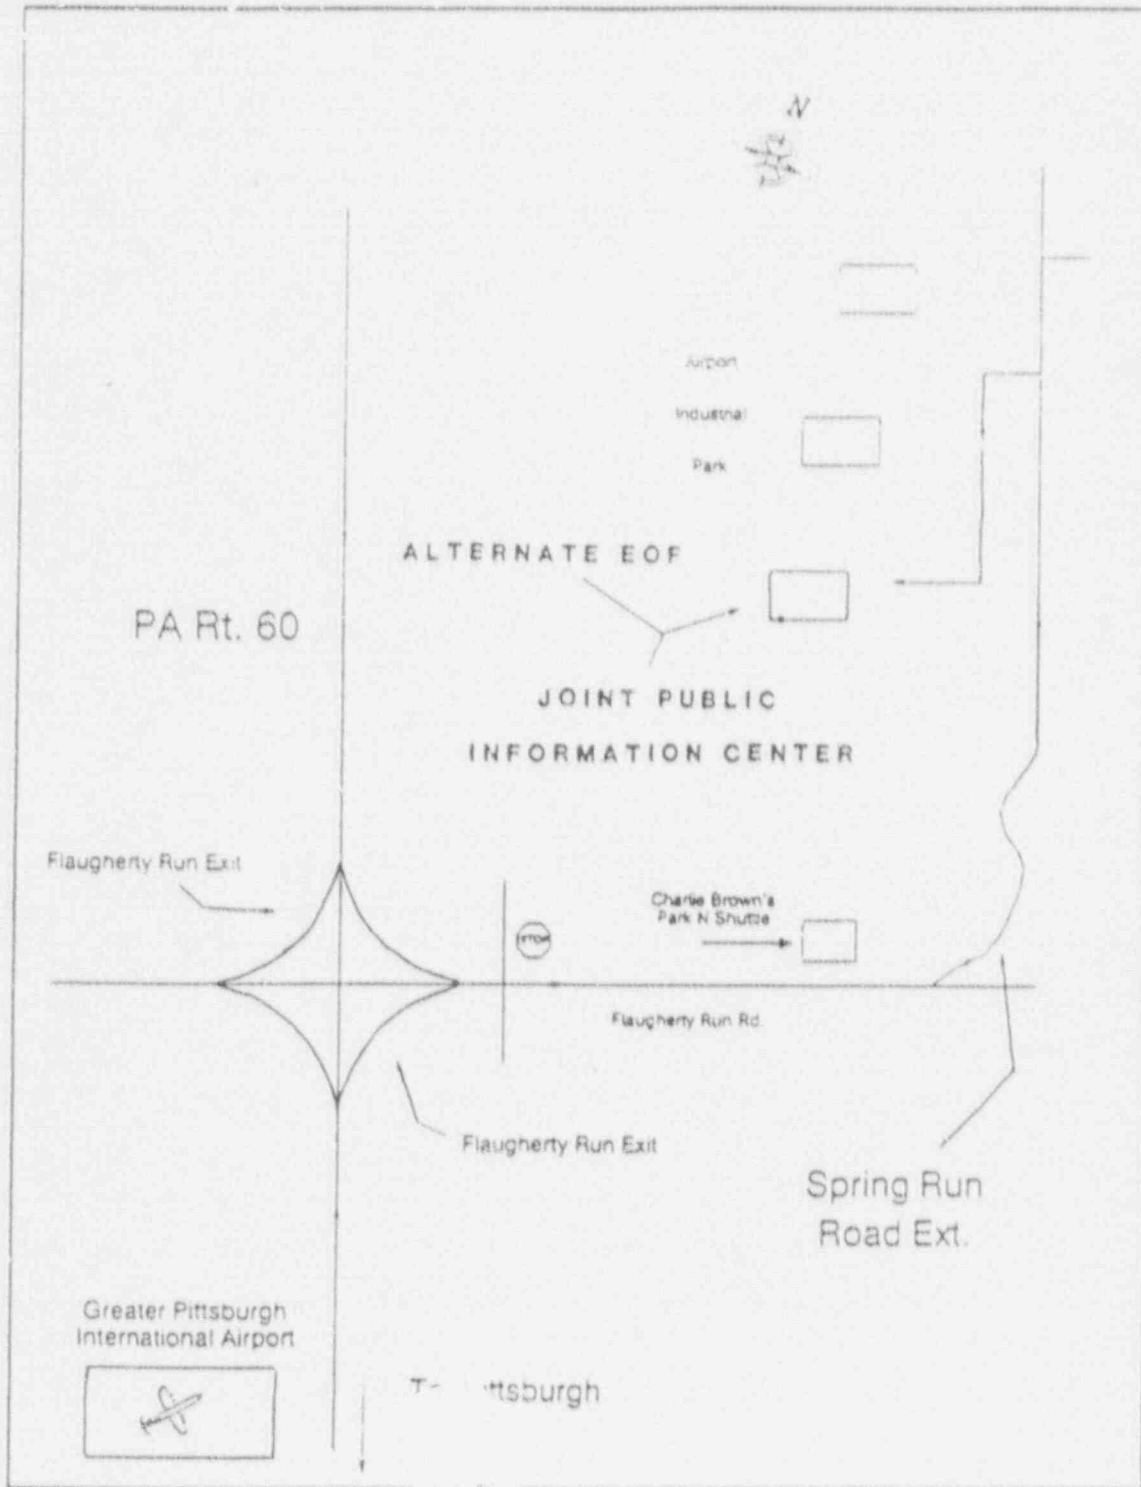 N
Airport
Industrial
Park
ALTERNATE EOF
PA Rt. 60
JOINT PUBLIC
INFORMATION CENTER
Flaugherty Run Exit
Charlie Brown's
Park N Shuttle
STOP
Flaugherty Run Rd.
Flaugherty Run Exit
Spring Run
Road Ext.
Greater Pittsburgh
International Airport